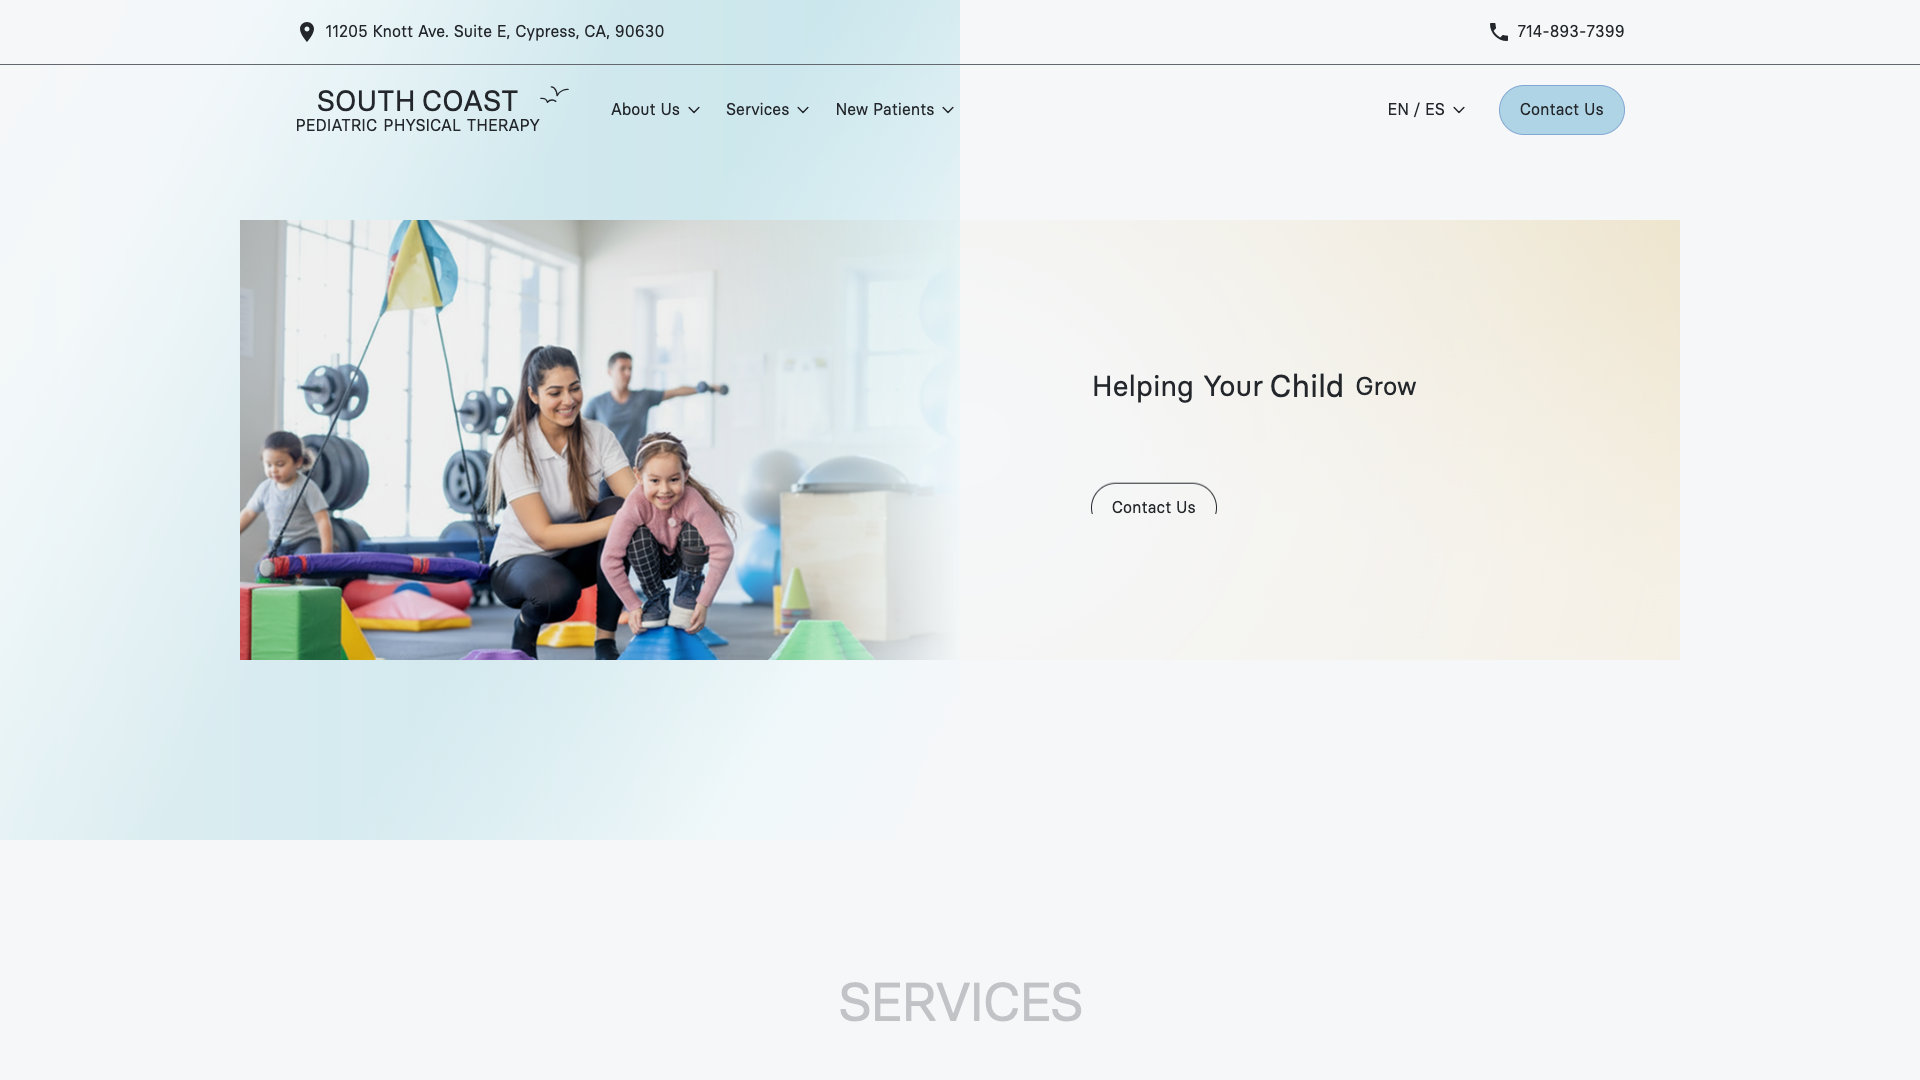 11205 Knott Ave. Suite E, Cypress, CA, 90630
714-893-7399
SOUTH COAST
PEDIATRIC PHYSICAL THERAPY
About Us
Services
New Patients
EN / ES
Contact Us
Helping Your Child Grow
Contact Us
SERVICES